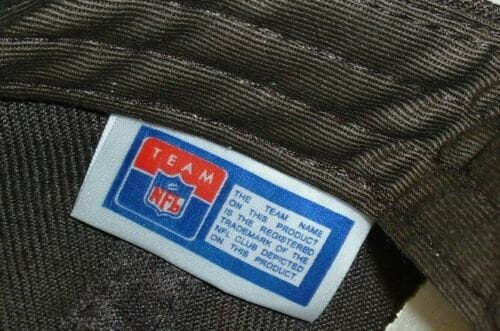 TEAM
NFL
THE TEAM NAME
ON THIS PRODUCT
IS THE REGISTERED
TRADEMARK OF THE
NFL CLUB DEPICTED
ON THIS PRODUCT